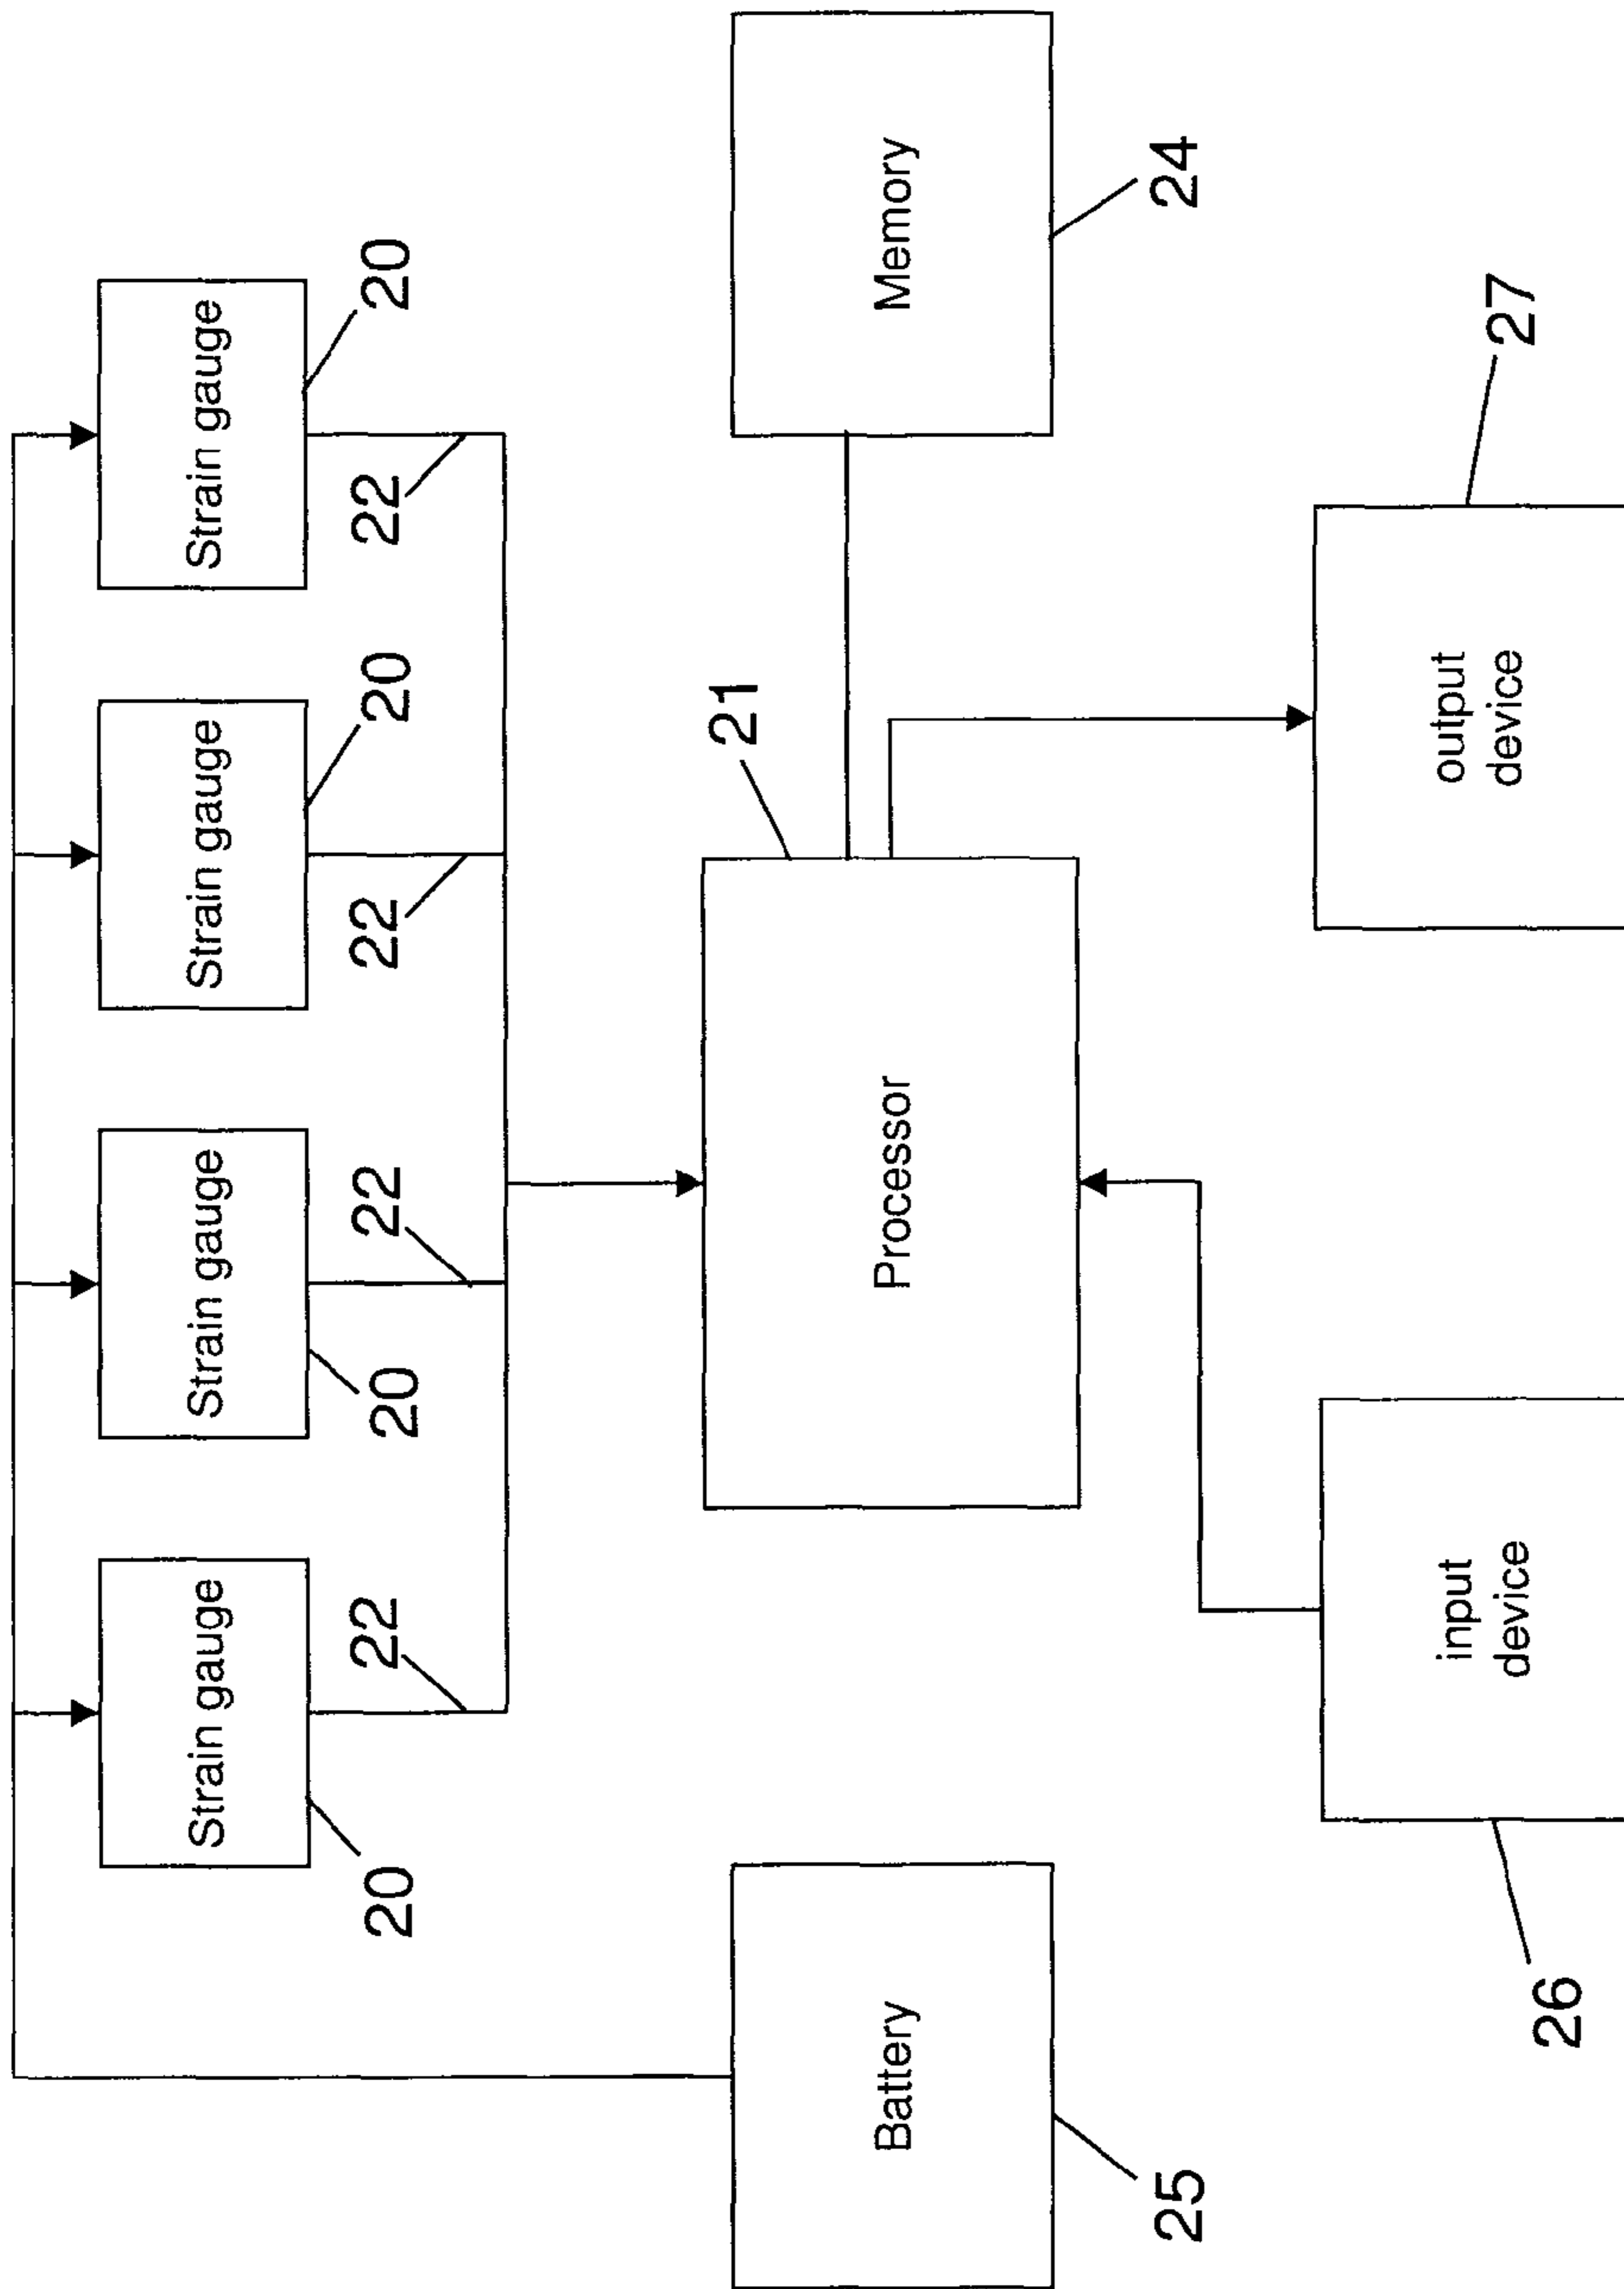 Strain gauge
Strain gauge
Strain gauge
Strain gauge
20
22
20
22
22
20
22
20
21
Battery
Processor
Memory
25
24
input
device
output
device
26
27